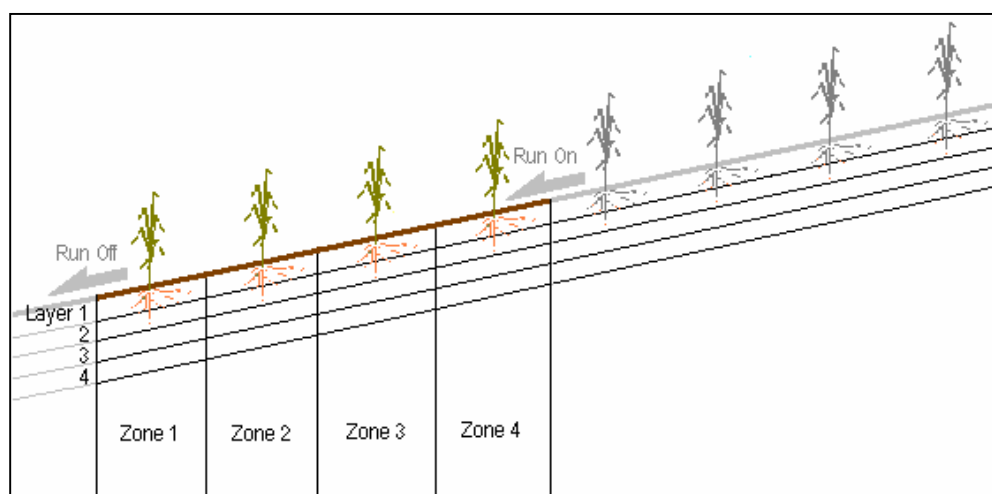 Run On
Run Off
Layer 1
2
3
4
Zone 1
Zone 2
Zone 3
Zone 4